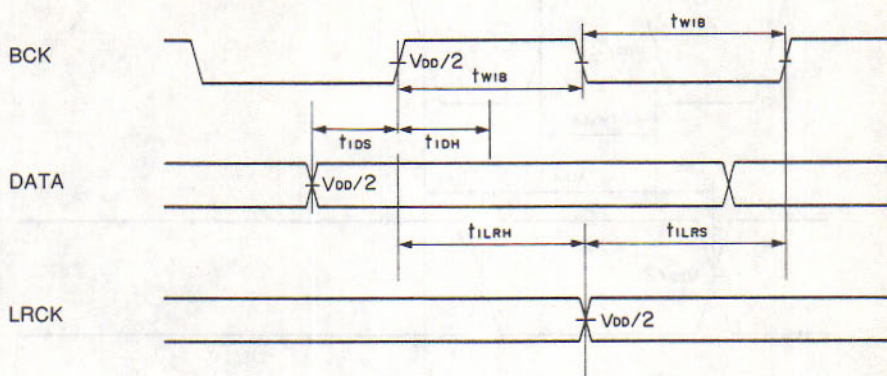 BCK
tWIB
VDD/2
tWIB
tIDS
tIDH
DATA
VDD/2
tILRH
tILRS
LRCK
VDD/2